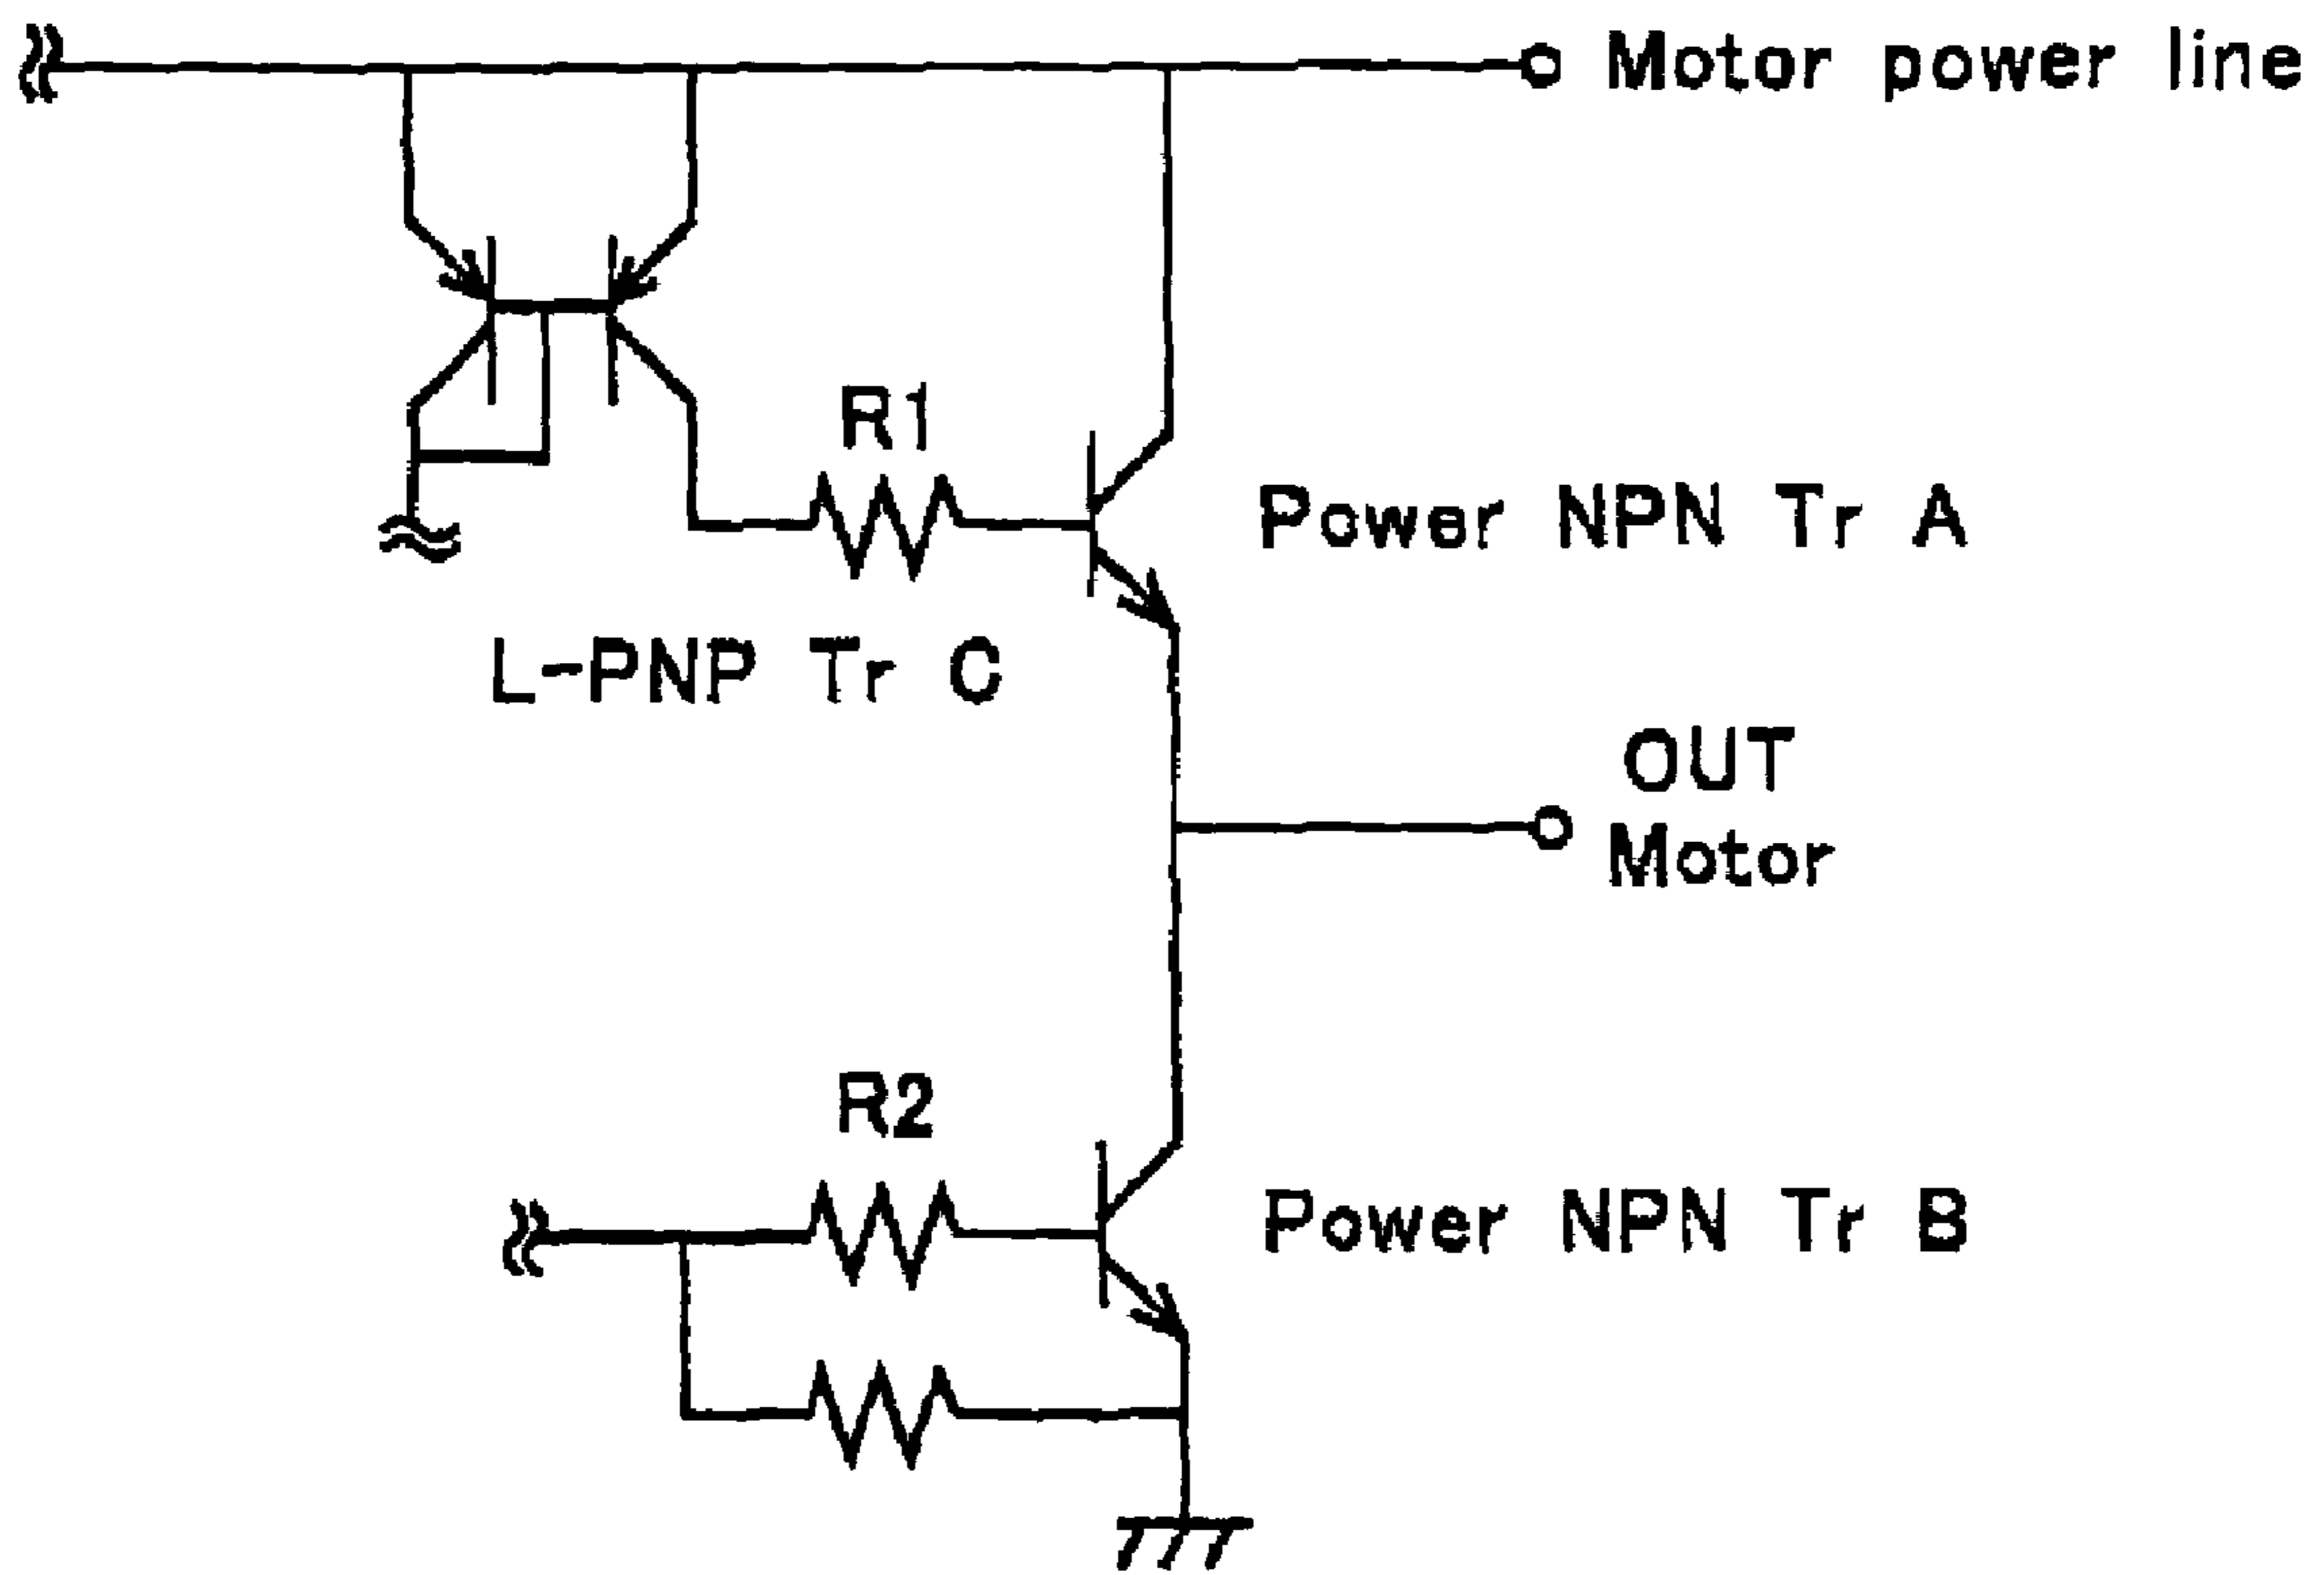 Motor power line
R1
Power NPN Tr A
L-PNP Tr C
OUT
Motor
R2
Power NPN Tr B